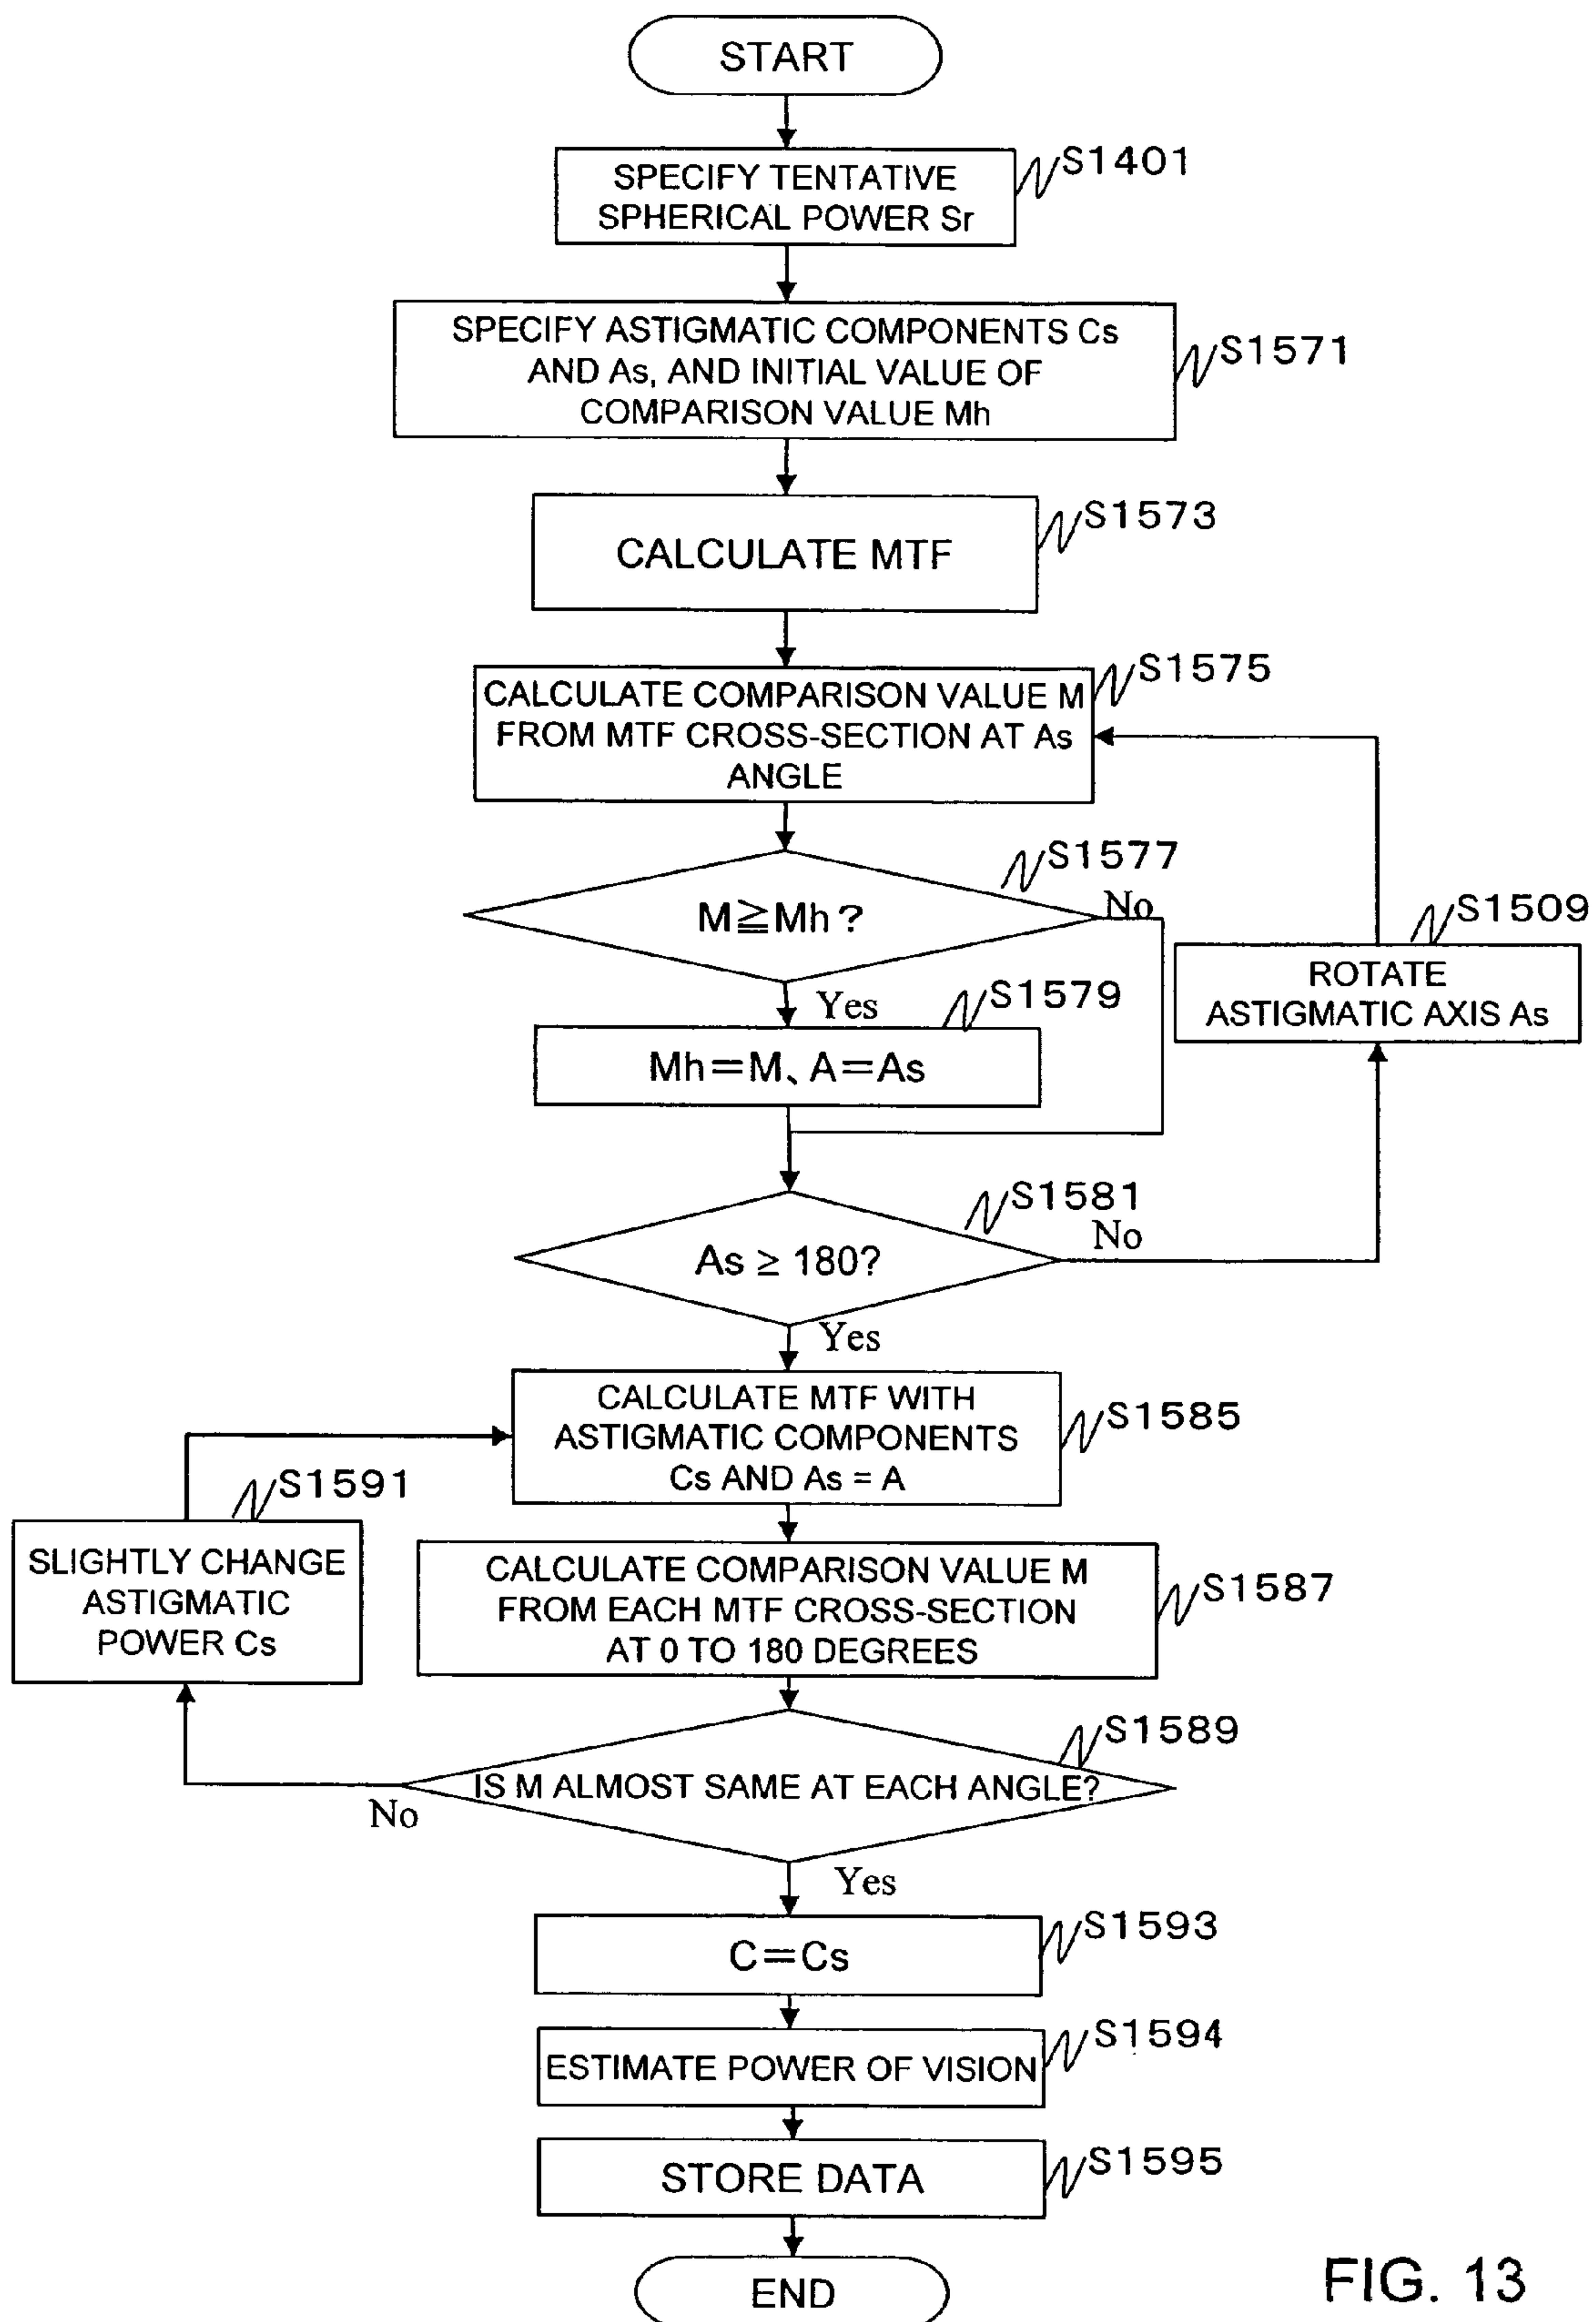 START
S1401
SPECIFY TENTATIVE
SPHERICAL POWER Sr
SPECIFY ASTIGMATIC COMPONENTS Cs
AND As, AND INITIAL VALUE OF
COMPARISON VALUE Mh
S1571
S1573
CALCULATE MTF
S1575
CALCULATE COMPARISON VALUE M
FROM MTF CROSS-SECTION AT As
ANGLE
S1577
M≧Mh?
No
S1509
ROTATE
ASTIGMATIC AXIS As
Yes
S1579
Mh=M、A=As
S1581
As ≥ 180?
No
Yes
CALCULATE MTF WITH
ASTIGMATIC COMPONENTS
Cs AND As = A
S1585
S1591
SLIGHTLY CHANGE
ASTIGMATIC
POWER Cs
CALCULATE COMPARISON VALUE M
FROM EACH MTF CROSS-SECTION
AT 0 TO 180 DEGREES
S1587
S1589
IS M ALMOST SAME AT EACH ANGLE?
No
Yes
S1593
C=Cs
S1594
ESTIMATE POWER OF VISION
S1595
STORE DATA
END
FIG. 13